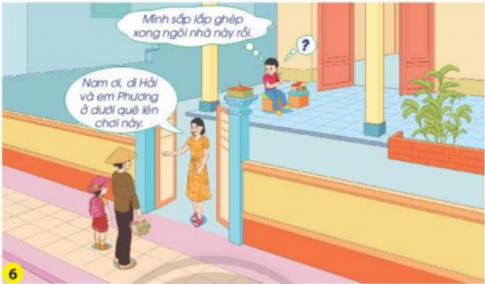 Mình sắp lắp ghép
xong ngôi nhà này rồi.
?
Nam ơi, dì Hải
và em Phương
ở dưới quê lên
chơi này.
6